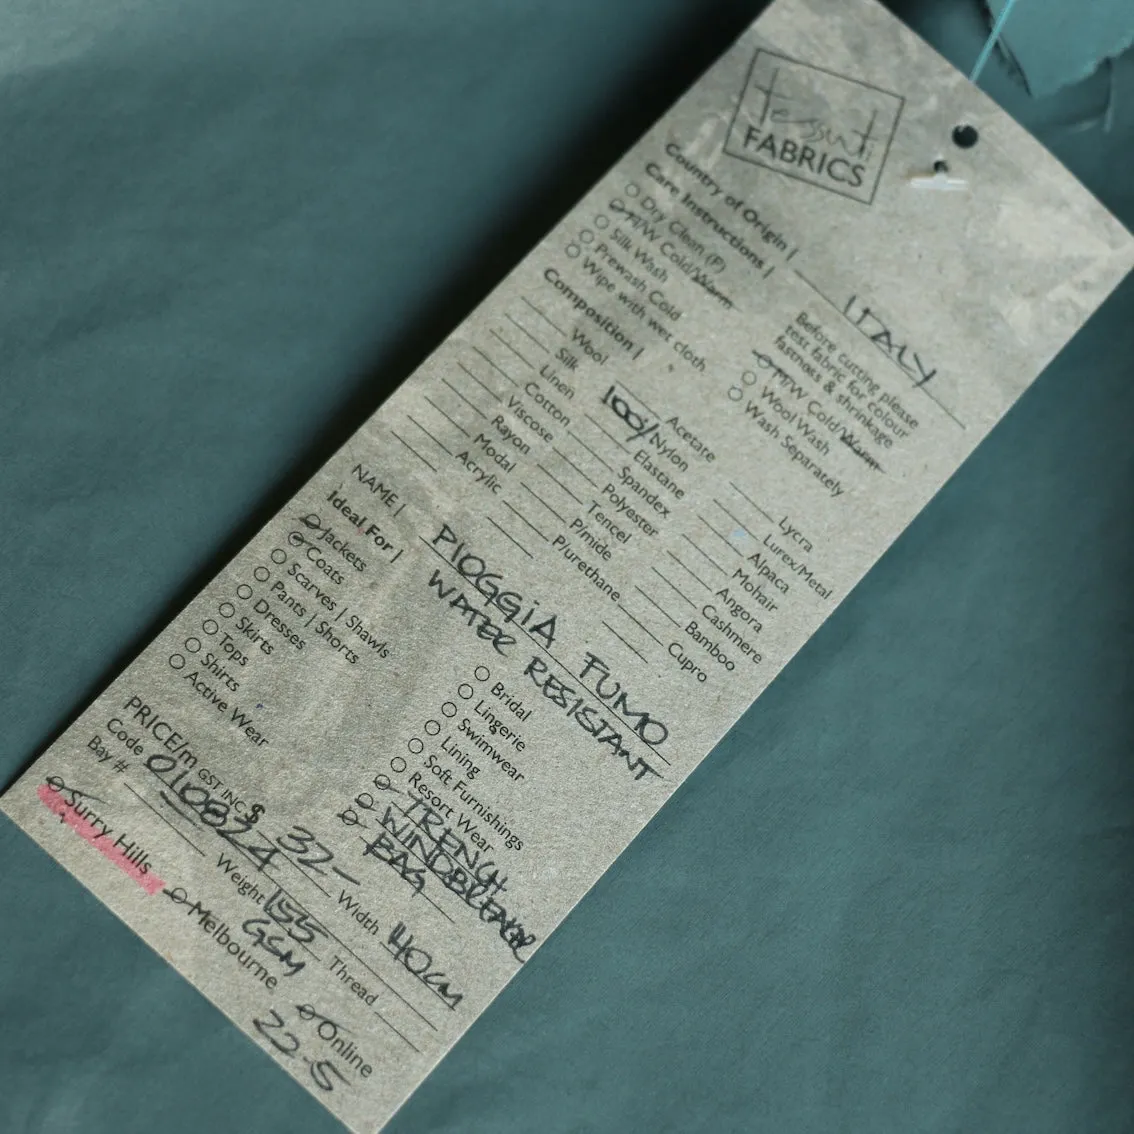 tessuti
FABRICS
Country of Origin | ITALY
Care Instructions |
Dry Clean (P)
M/W Cold/Warm
Silk Wash
Prewash Cold
Wipe with wet cloth
Before cutting please
test fabric for colour
fastness & shrinkage
H/W Cold/Warm
Wool Wash
Wash Separately
Composition |
Wool
Silk
Linen
Cotton
Viscose
Rayon
Modal
Acrylic
Acetate
100% Nylon
Elastane
Spandex
Polyester
Tencel
P/mide
P/urethane
Lycra
Lurex/Metal
Alpaca
Mohair
Angora
Cashmere
Bamboo
Cupro
NAME | PIOGGIA FUMO
Ideal For | WATER RESISTANT
Jackets
Coats
Scarves | Shawls
Pants | Shorts
Dresses
Skirts
Tops
Shirts
Active Wear
Bridal
Lingerie
Swimwear
Lining
Soft Furnishings
Resort Wear
TRENCH
WINDBREAKER
BAG
PRICE/m GST INC $ 32-
Code 0108224 Width 140cm
Bay # Weight 155 GSM Thread
Surry Hills Melbourne Online
22-5